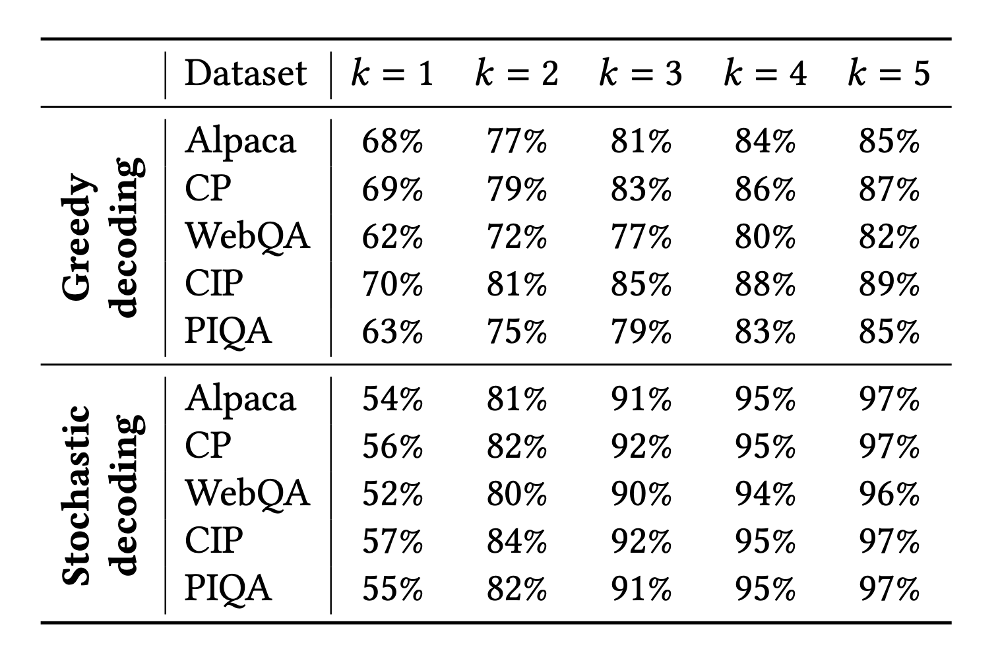 Dataset k = 1 k = 2 k = 3 k = 4 k = 5
Greedy
decoding
Alpaca 68% 77% 81% 84% 85%
CP 69% 79% 83% 86% 87%
WebQA 62% 72% 77% 80% 82%
CIP 70% 81% 85% 88% 89%
PIQA 63% 75% 79% 83% 85%
Stochastic
decoding
Alpaca 54% 81% 91% 95% 97%
CP 56% 82% 92% 95% 97%
WebQA 52% 80% 90% 94% 96%
CIP 57% 84% 92% 95% 97%
PIQA 55% 82% 91% 95% 97%